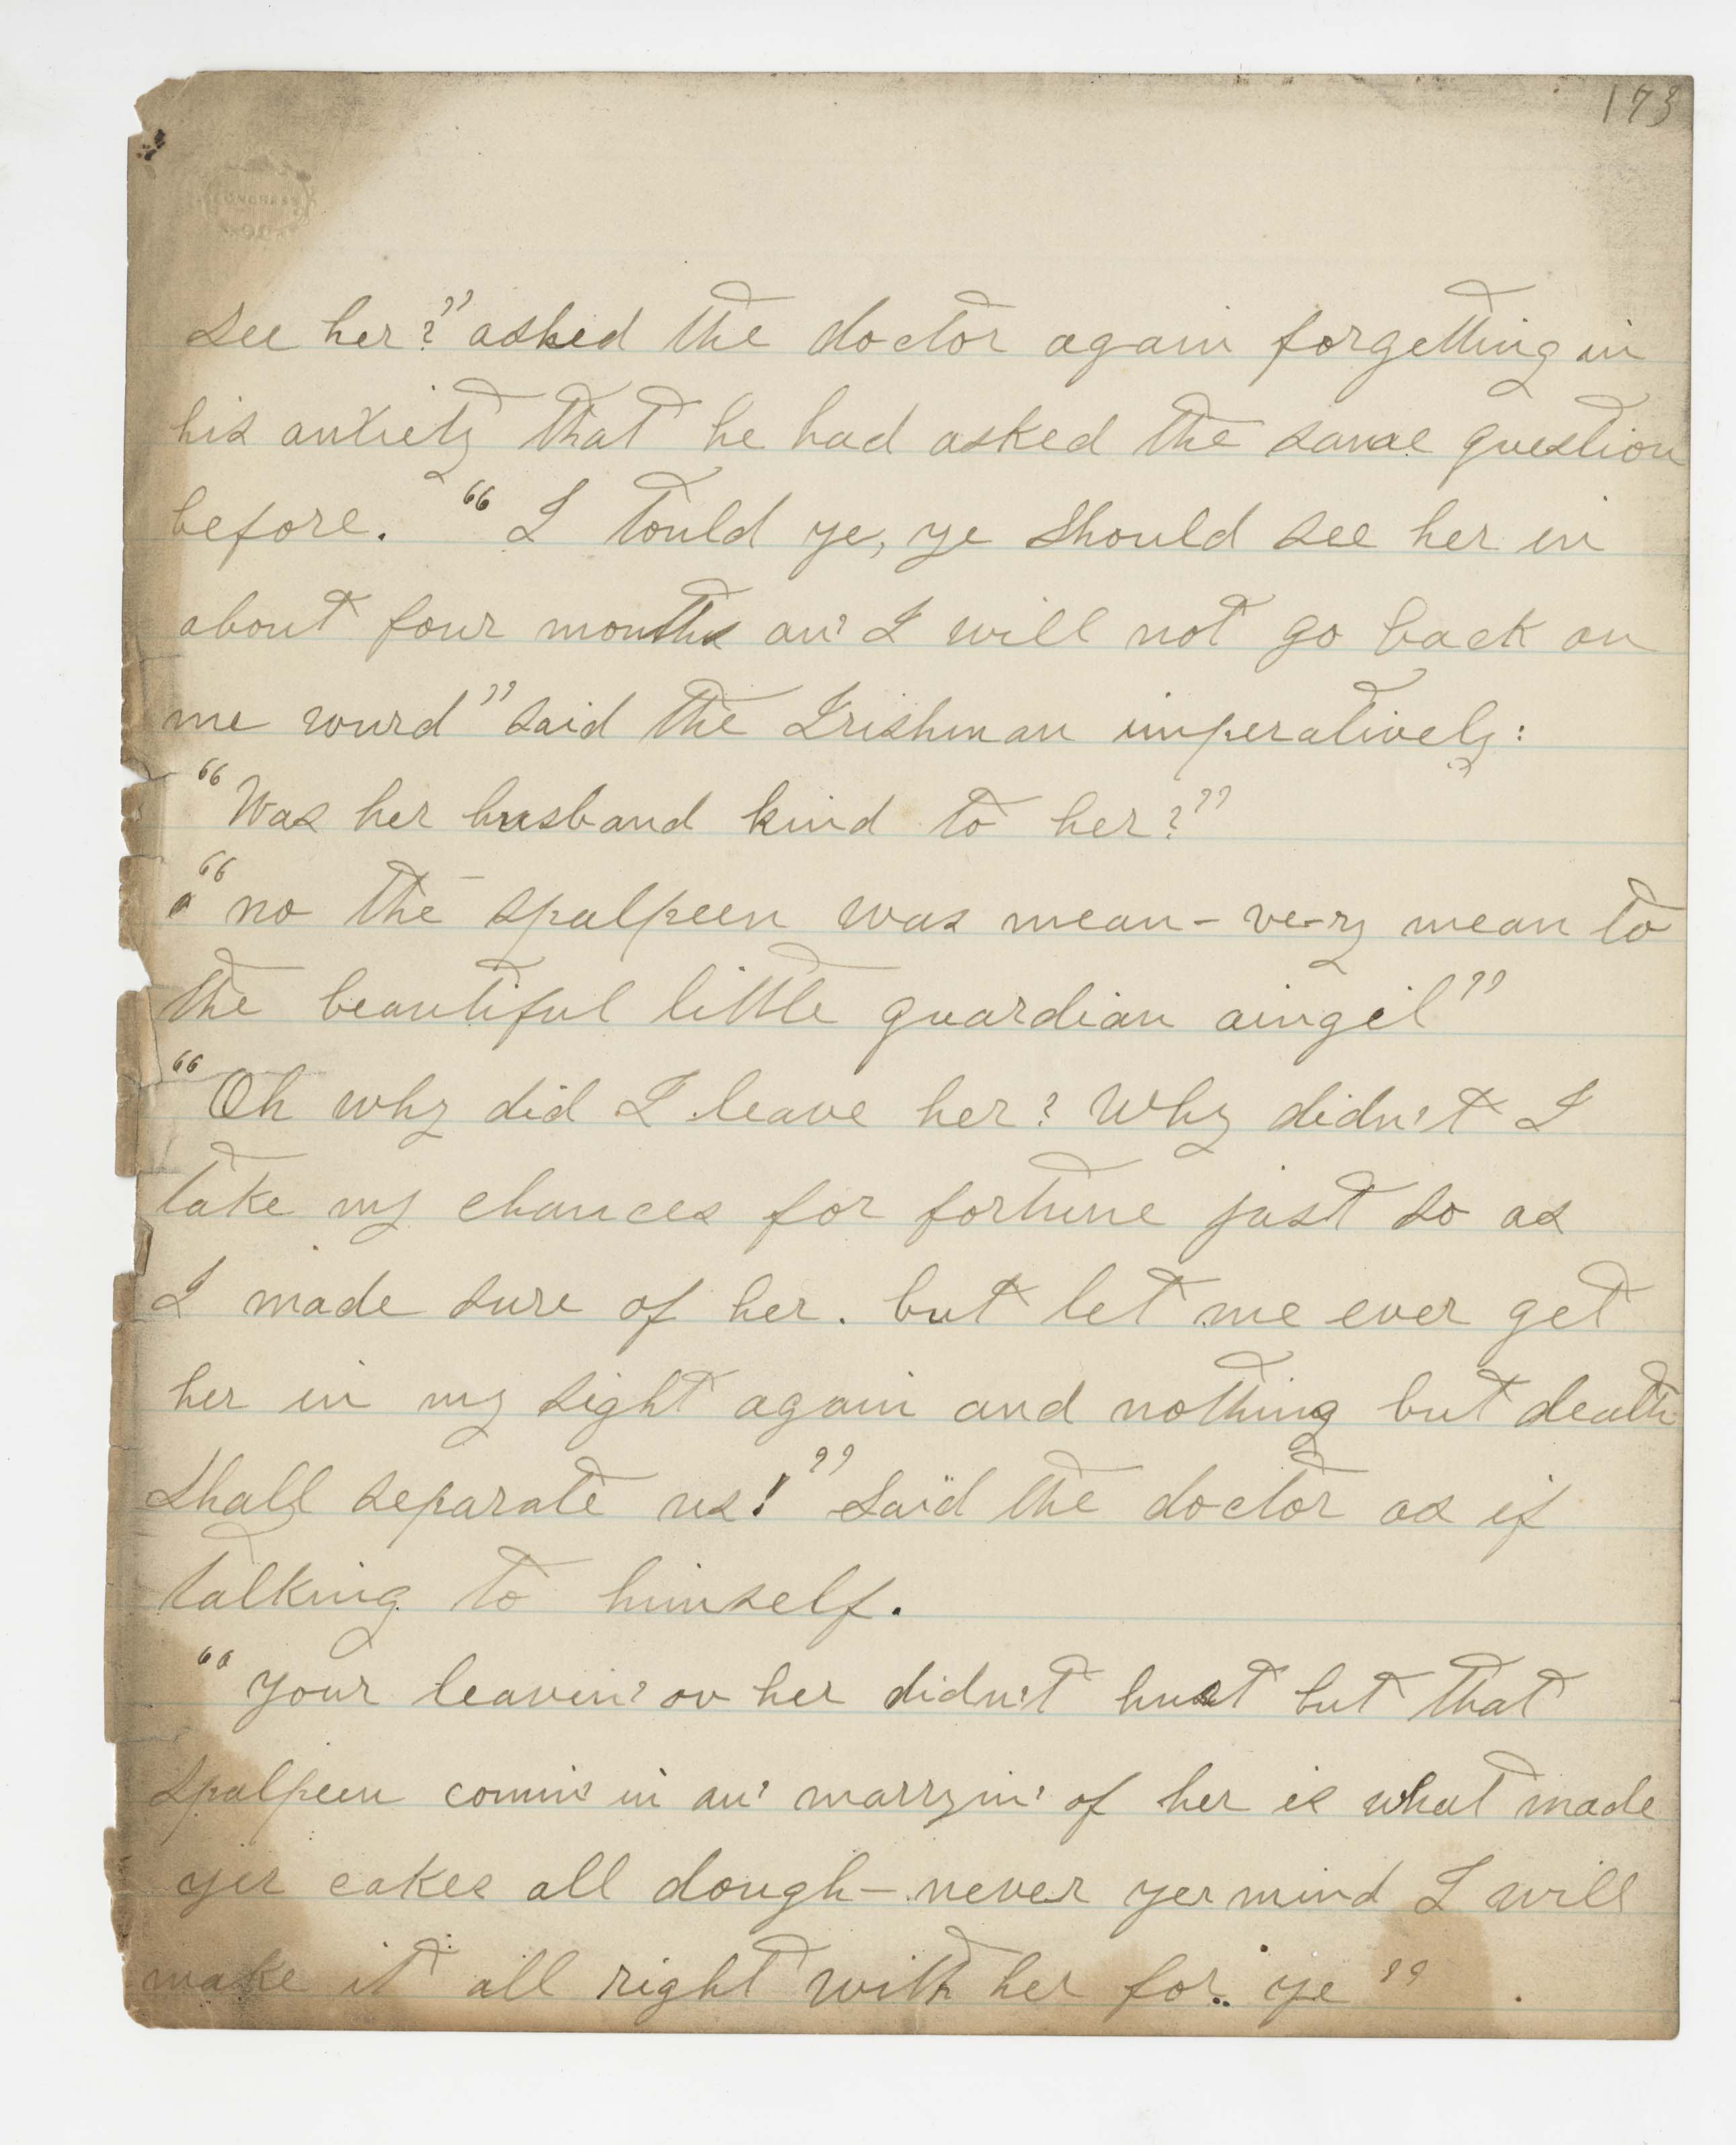 173
see her?" asked the doctor again forgetting in
his anxiety that he had asked the same question
before. "I tould ye, ye should see her in
about four months an' I will not go back on
me wurd" said the Irishman imperatively:
"Was her husband kind to her?"
"no the spalpeen was mean - very mean to
the beautiful little guardian aingel"
"Oh why did I leave her? Why didn't I
take my chances for fortune just so as
I made sure of her. but let me ever get
her in my sight again and nothing but death
shall separate us!" said the doctor as if
talking to himself.
"Your leavin' ov her didn't hurt but that
spalpeen comin' in an' marryin' of her is what made
yer cakes all dough - never yer mind I will
make it all right with her for ye"